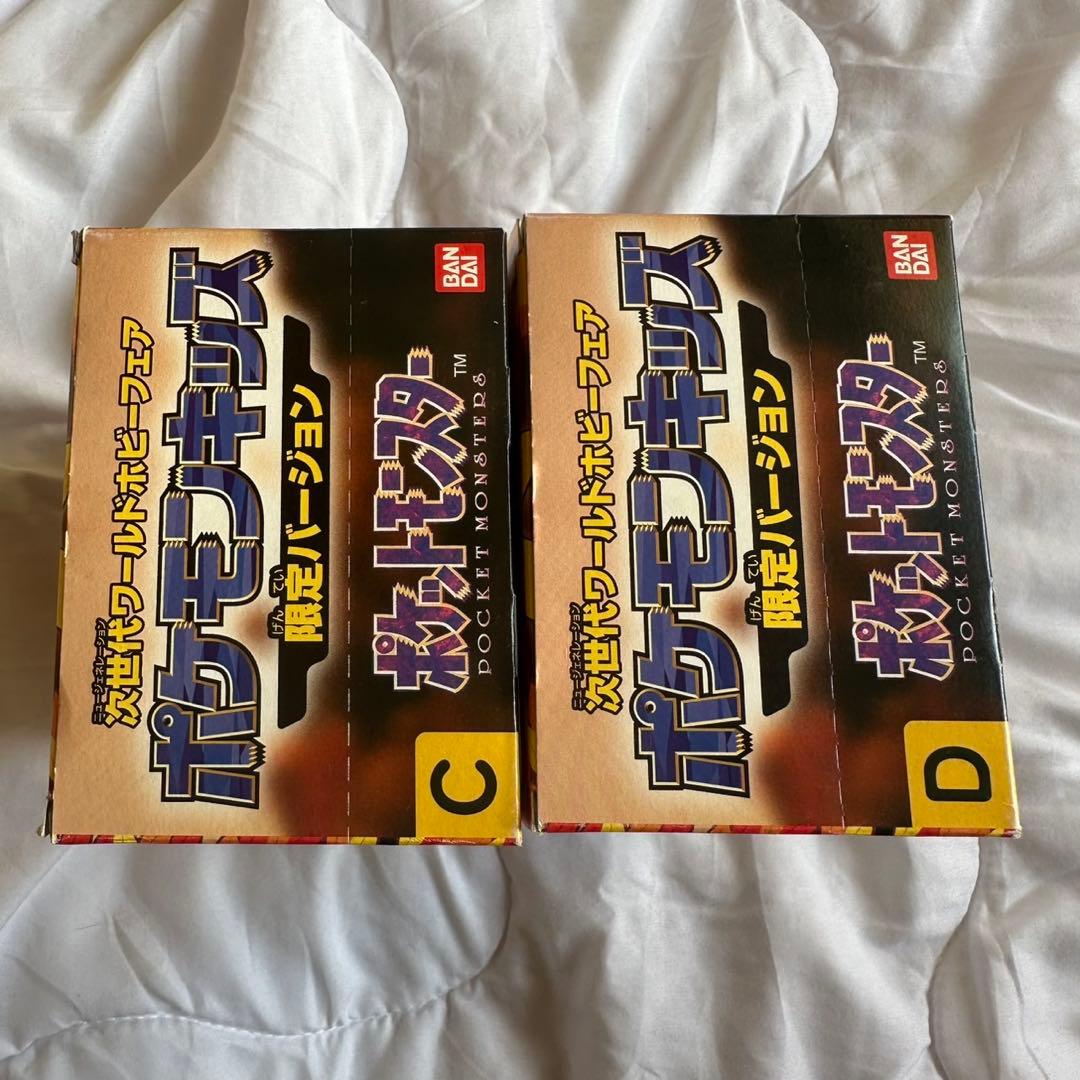 ニュージェネレーション
次世代ワールドホビーフェア
ポケモンキッズ
げんてい
限定バージョン
ポケットモンスター
TM
POCKET MONSTERS
BAN
DAI
C
ニュージェネレーション
次世代ワールドホビーフェア
ポケモンキッズ
げんてい
限定バージョン
ポケットモンスター
TM
POCKET MONSTERS
BAN
DAI
D